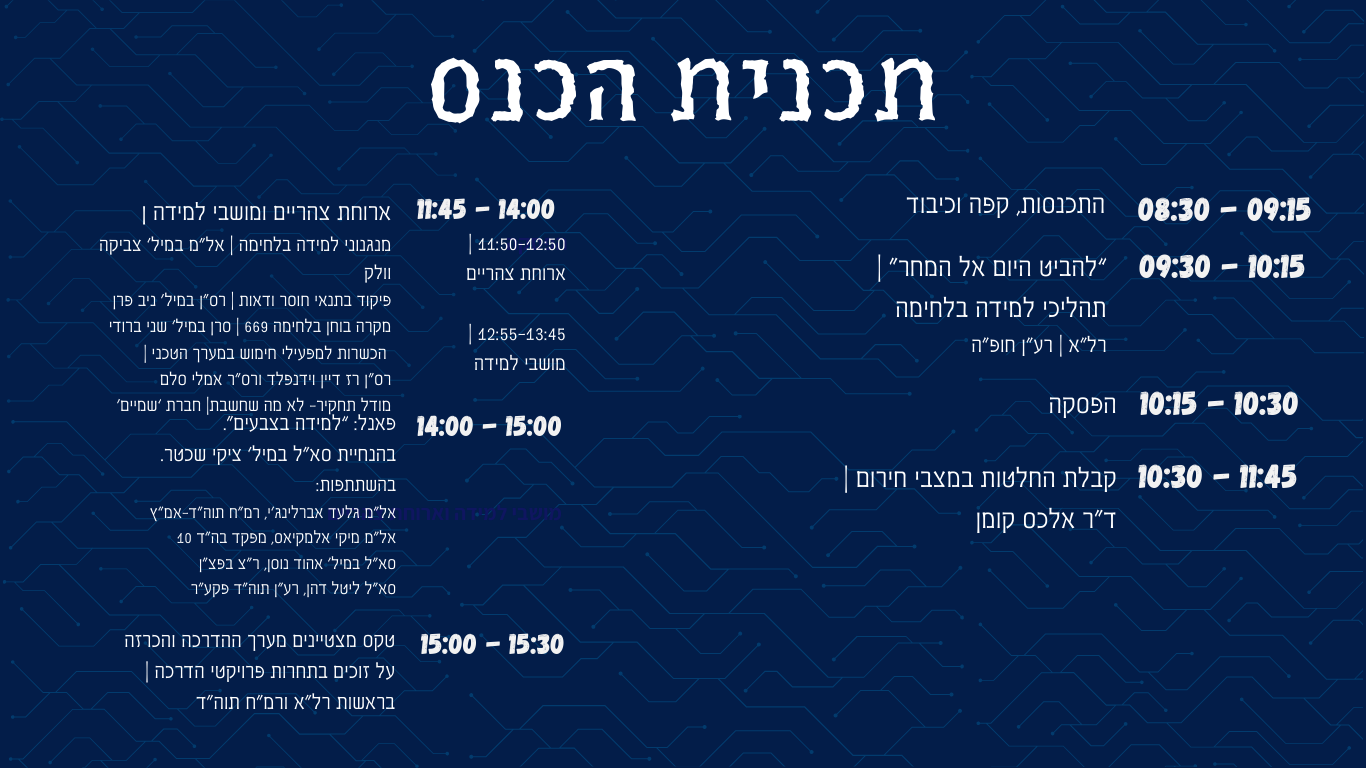 תכנית הכנס
08:30 - 09:15
התכנסות, קפה וכיבוד
09:30 - 10:15
"להביט היום אל המחר" |
תהליכי למידה בלחימה
רל"א | רע"ן חופ"ה
10:15 - 10:30
הפסקה
10:30 - 11:45
קבלת החלטות במצבי חירום |
ד"ר אלכס קומן
11:45 - 14:00
11:50-12:50 |
ארוחת צהריים
12:55-13:45 |
מושבי למידה
ארוחת צהריים ומושבי למידה |
מנגנוני למידה בלחימה | אל"מ במיל' צביקה
וולק
פיקוד בתנאי חוסר ודאות | רס"ן במיל' ניב פרן
מקרה בוחן בלחימה 669 | סרן במיל' שני ברודי
הכשרות למפעילי חימוש במערך הטכני |
רס"ן רז דיין וידנפלד ורס"ר אמלי סלם
מודל תחקיר- לא מה שחשבת| חברת 'שמיים'
14:00 - 15:00
פאנל: "למידה בצבעים".
בהנחיית סא"ל במיל' ציקי שכטר.
בהשתתפות:
אל"מ גלעד אברלינג'י, רמ"ח תוה"ד-אמ"ץ
אל"מ מיקי אלמקיאס, מפקד בה"ד 10
סא"ל במיל' אהוד נוסן, ר"צ בפצ"ן
סא"ל ליטל דהן, רע"ן תוה"ד פקע"ר
15:00 - 15:30
טקס מצטיינים מערך ההדרכה והכרזה
על זוכים בתחרות פרויקטי הדרכה |
בראשות רל"א ורמ"ח תוה"ד